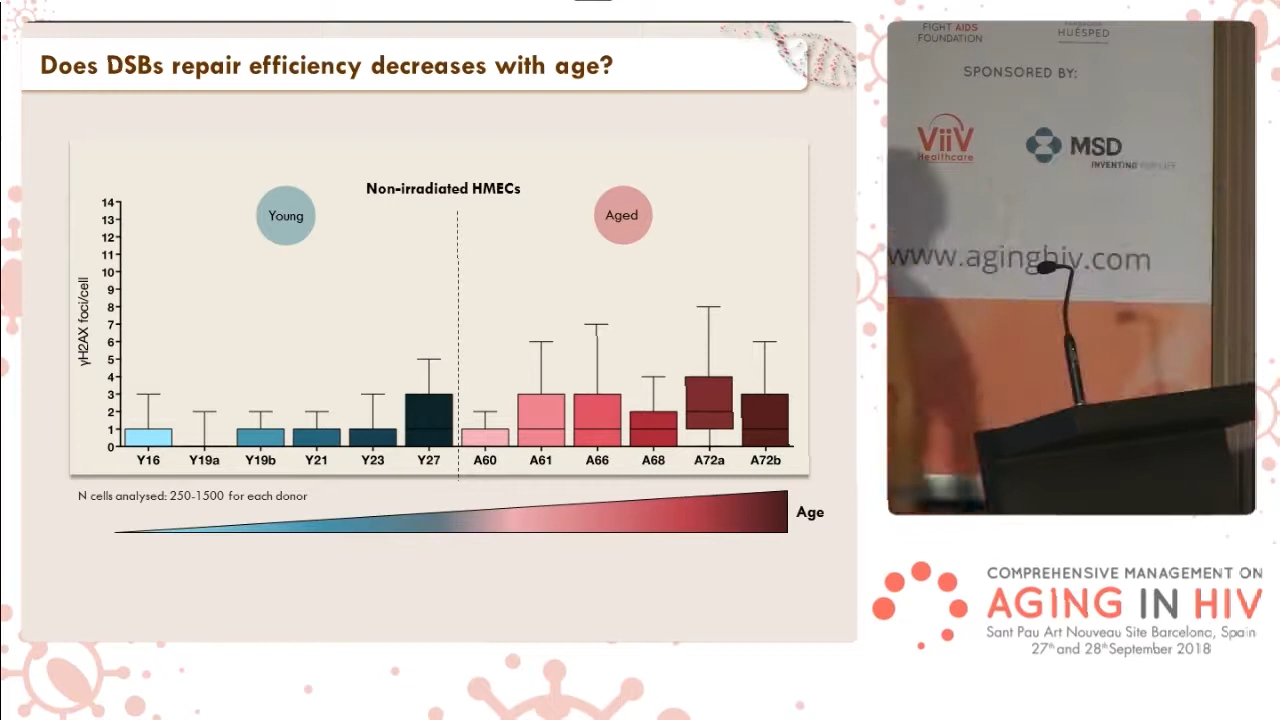 Does DSBs repair efficiency decreases with age?
Non-irradiated HMECs
Young
Aged
γH2AX foci/cell
14
13
12
11
10
9
8
7
6
5
4
3
2
1
0
Y16 Y19a Y19b Y21 Y23 Y27 A60 A61 A66 A68 A72a A72b
N cells analysed: 250-1500 for each donor
Age
FIGHT AIDS
FOUNDATION
HUÉSPED
SPONSORED BY:
ViiV
Healthcare
MSD
INVENTING FOR LIFE
www.aginghiv.com
COMPREHENSIVE MANAGEMENT ON
AGING IN HIV
Sant Pau Art Nouveau Site Barcelona, Spain
27th and 28th September 2018